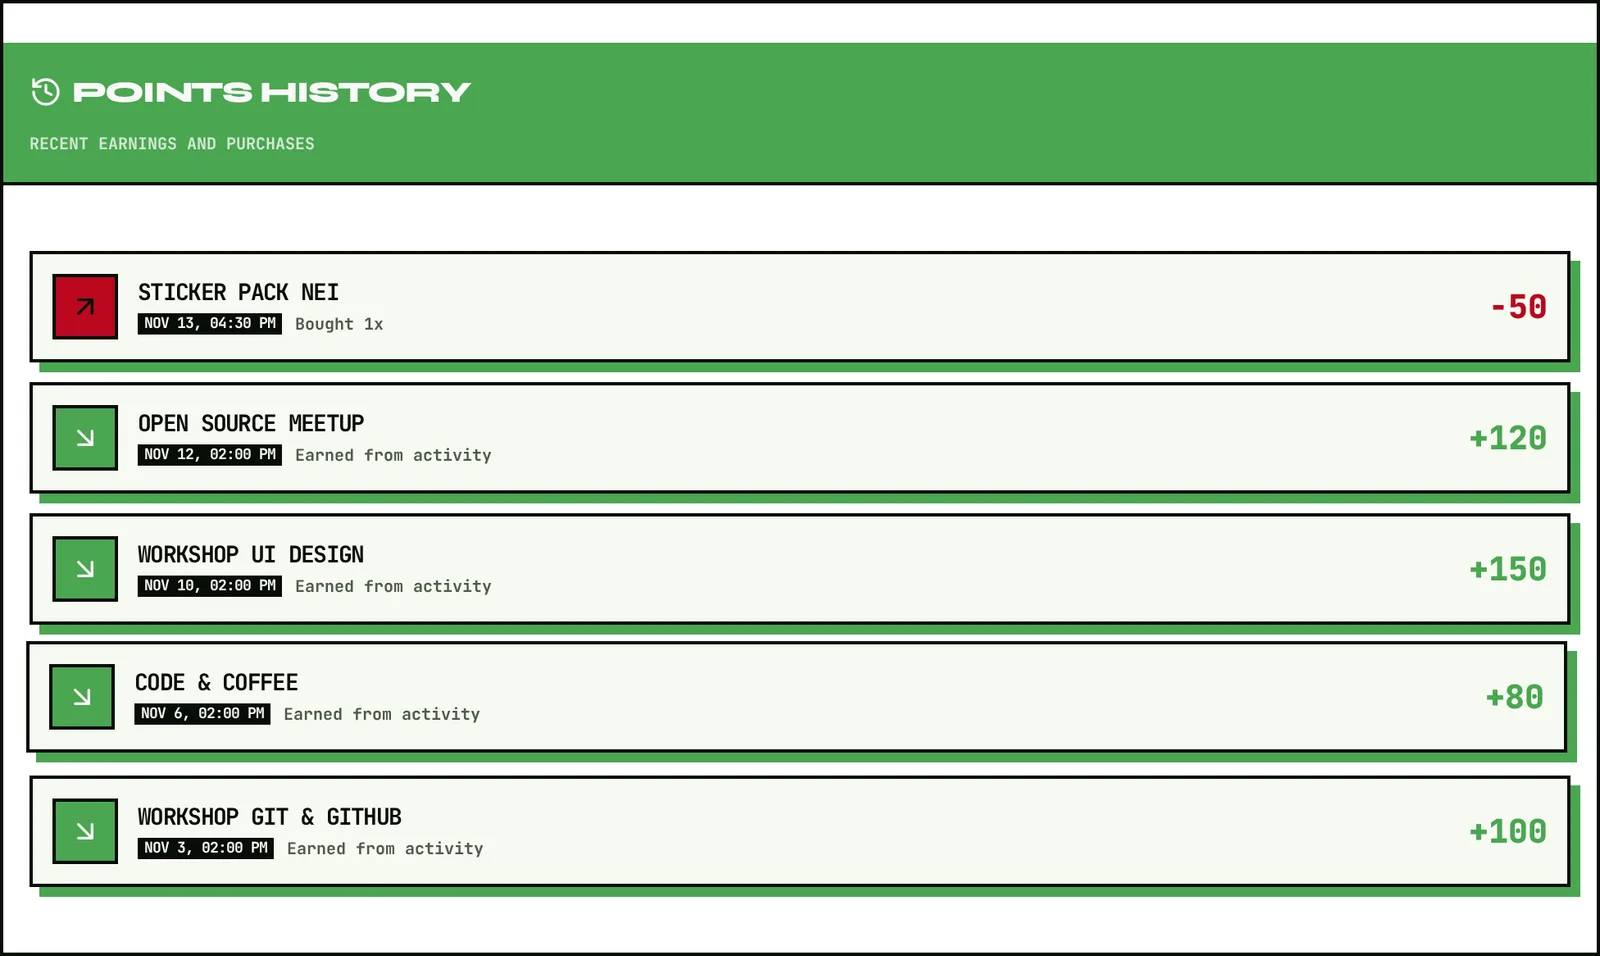 POINTS HISTORY
RECENT EARNINGS AND PURCHASES
STICKER PACK NEI
NOV 13, 04:30 PM Bought 1x
-50
OPEN SOURCE MEETUP
NOV 12, 02:00 PM Earned from activity
+120
WORKSHOP UI DESIGN
NOV 10, 02:00 PM Earned from activity
+150
CODE & COFFEE
NOV 6, 02:00 PM Earned from activity
+80
WORKSHOP GIT & GITHUB
NOV 3, 02:00 PM Earned from activity
+100